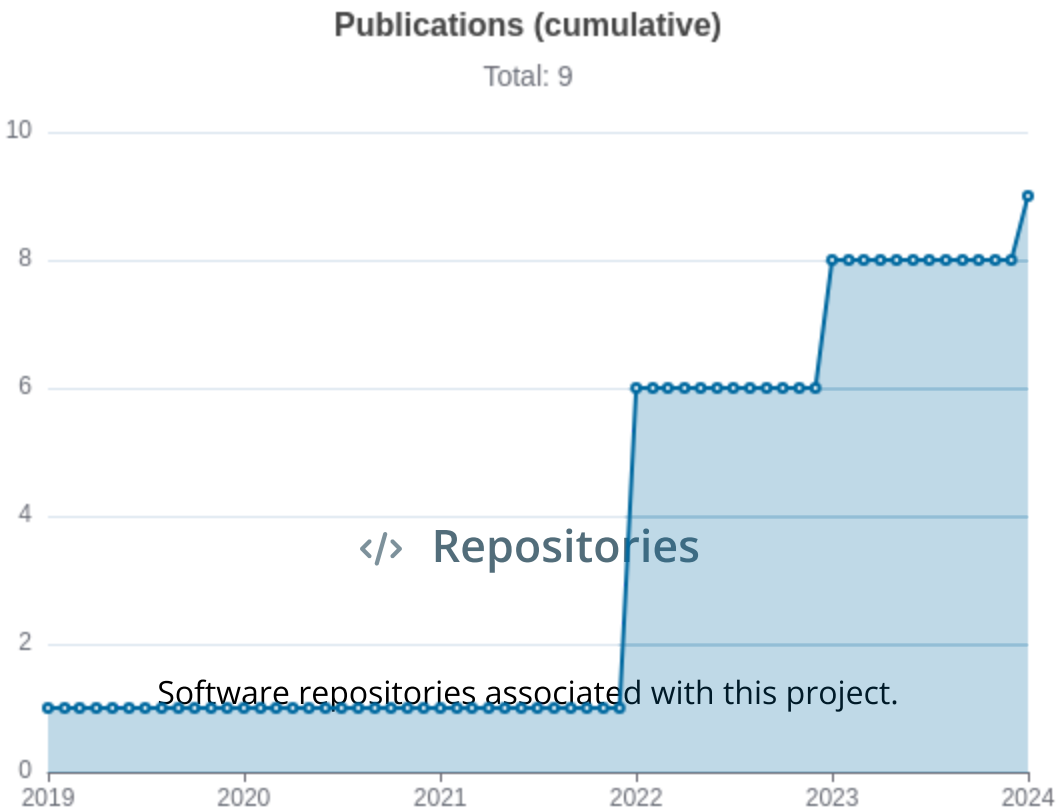 Publications (cumulative)
Total: 9
10
8
6
4
</> Repositories
2
Software repositories associated with this project.
0
2019 2020 2021 2022 2023 2024